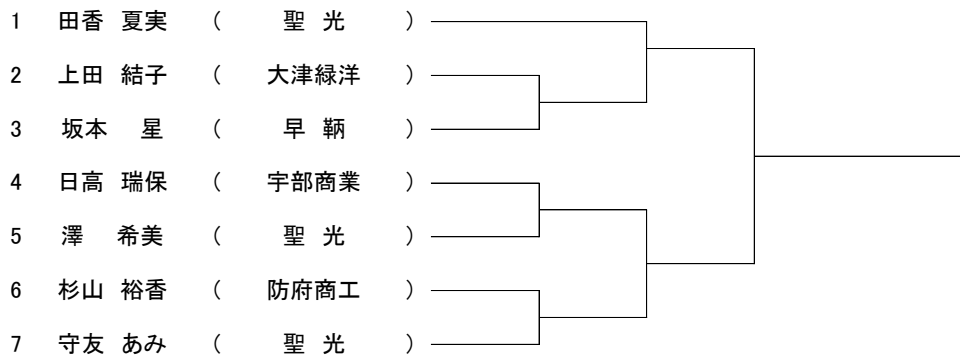 1 田香 夏実 ( 聖 光 )
2 上田 結子 ( 大津緑洋 )
3 坂本 星 ( 早 鞆 )
4 日高 瑞保 ( 宇部商業 )
5 澤 希美 ( 聖 光 )
6 杉山 裕香 ( 防府商工 )
7 守友 あみ ( 聖 光 )